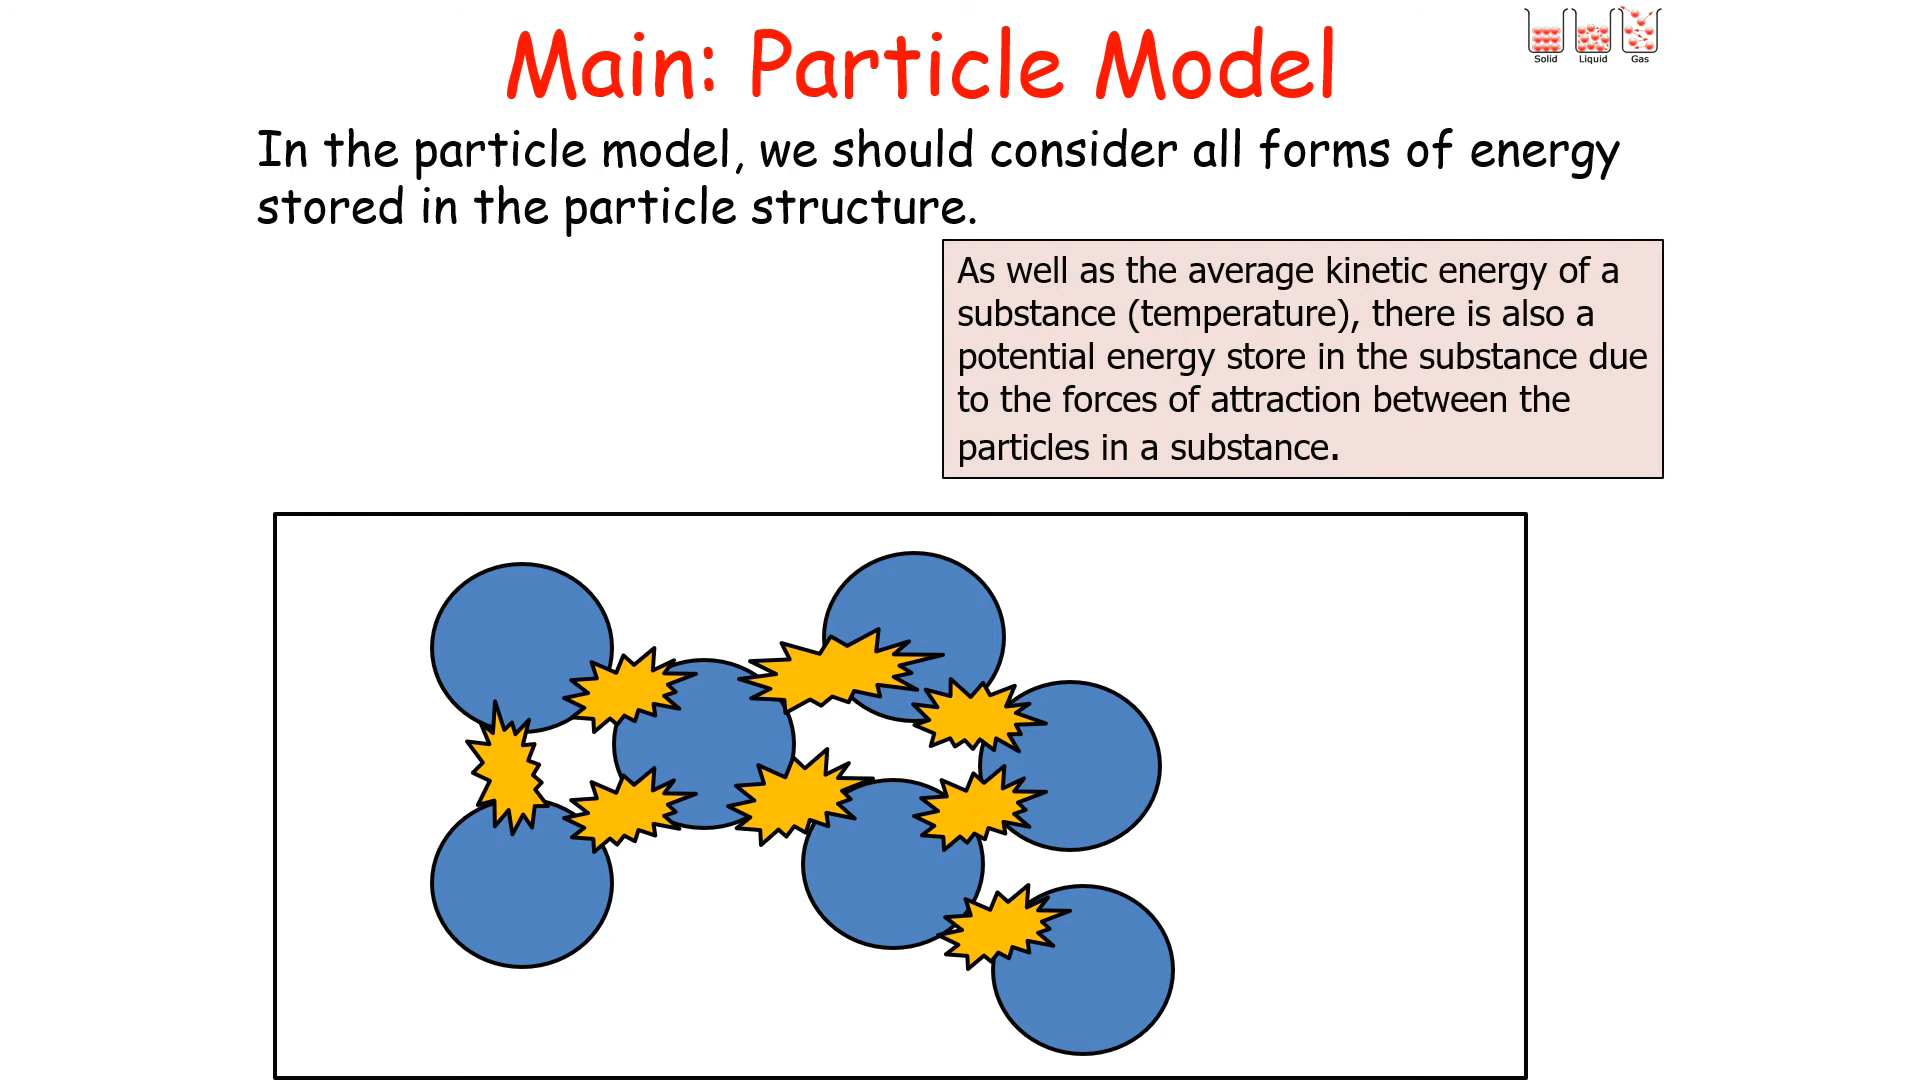 Main: Particle Model
Solid
Liquid
Gas
In the particle model, we should consider all forms of energy
stored in the particle structure.
As well as the average kinetic energy of a
substance (temperature), there is also a
potential energy store in the substance due
to the forces of attraction between the
particles in a substance.